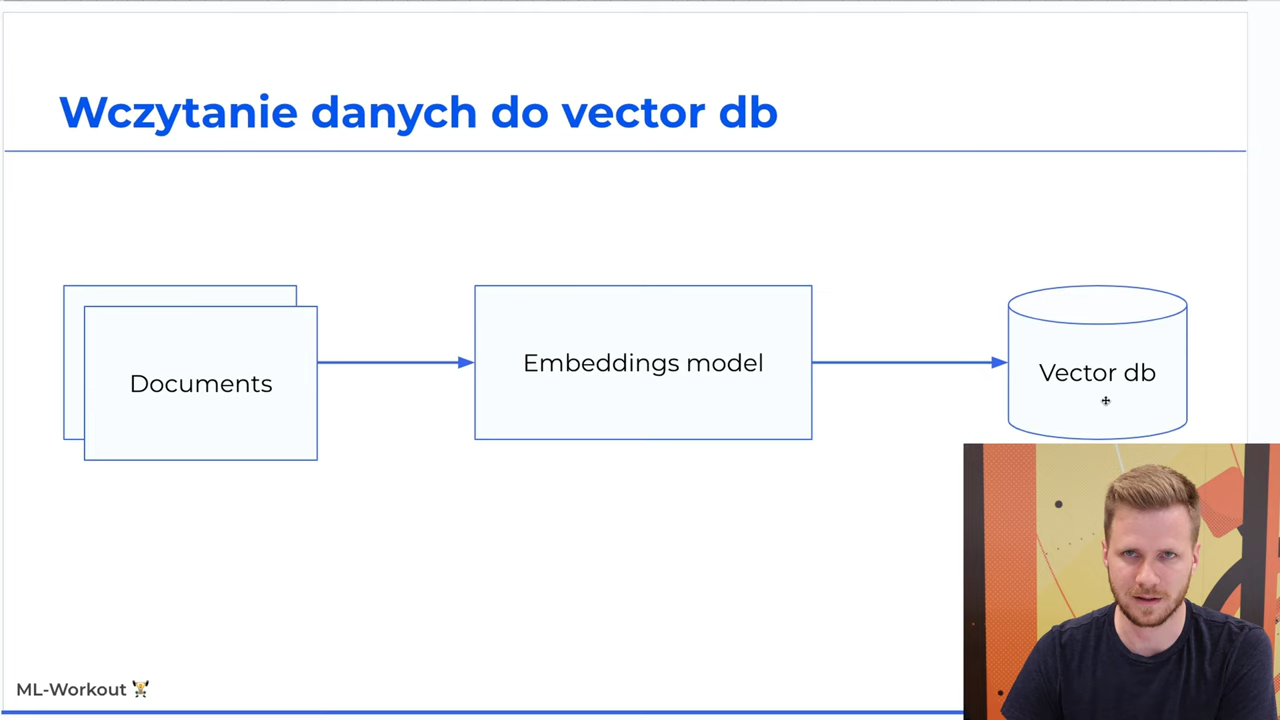 Wczytanie danych do vector db
Documents
Embeddings model
Vector db
ML-Workout